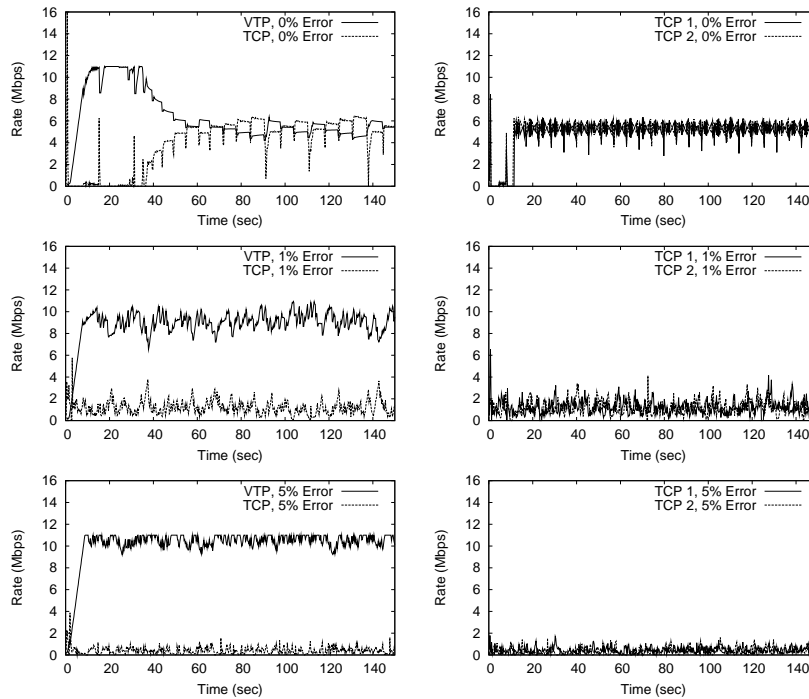 VTP, 0% Error
TCP, 0% Error
Rate (Mbps)
16
14
12
10
8
6
4
2
0
0 20 40 60 80 100 120 140
Time (sec)
TCP 1, 0% Error
TCP 2, 0% Error
Rate (Mbps)
16
14
12
10
8
6
4
2
0
0 20 40 60 80 100 120 140
Time (sec)
VTP, 1% Error
TCP, 1% Error
Rate (Mbps)
16
14
12
10
8
6
4
2
0
0 20 40 60 80 100 120 140
Time (sec)
TCP 1, 1% Error
TCP 2, 1% Error
Rate (Mbps)
16
14
12
10
8
6
4
2
0
0 20 40 60 80 100 120 140
Time (sec)
VTP, 5% Error
TCP, 5% Error
Rate (Mbps)
16
14
12
10
8
6
4
2
0
0 20 40 60 80 100 120 140
Time (sec)
TCP 1, 5% Error
TCP 2, 5% Error
Rate (Mbps)
16
14
12
10
8
6
4
2
0
0 20 40 60 80 100 120 140
Time (sec)